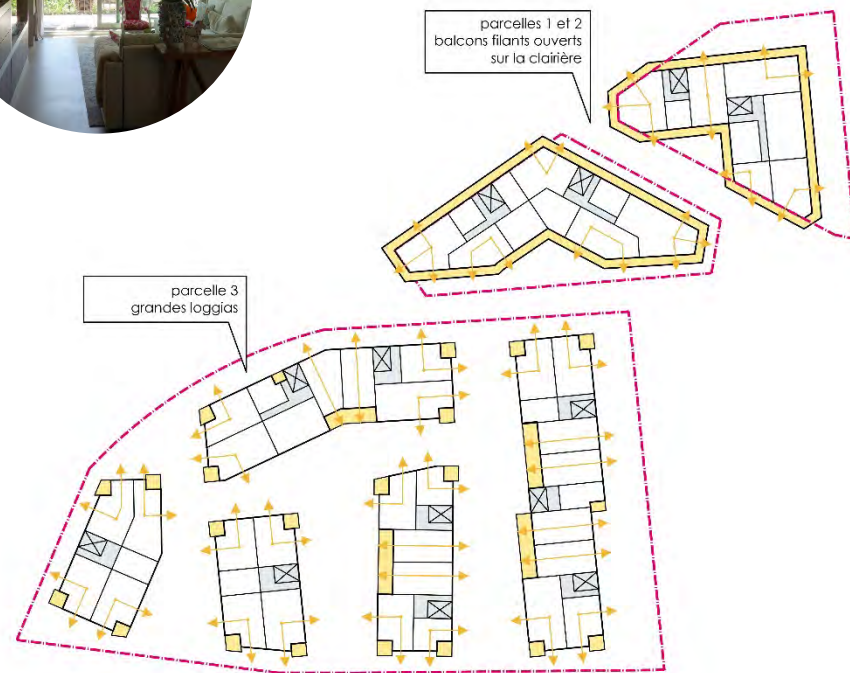 parcelles 1 et 2
balcons filants ouverts
sur la clairière
parcelle 3
grandes loggias